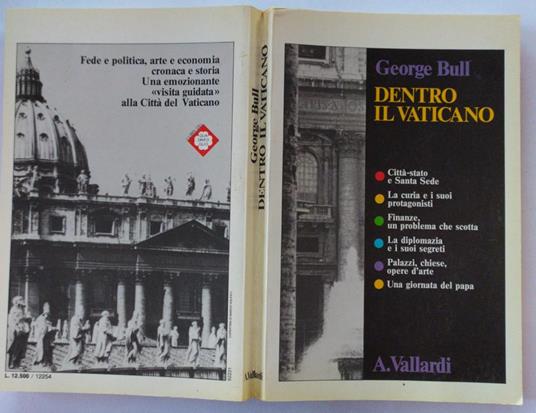 Fede e politica, arte e economia
cronaca e storia
Una emozionante
«visita guidata»
alla Città del Vaticano
L. 12.500 / 12254
George Bull
DENTRO IL VATICANO
A.Vallardi
George Bull
DENTRO
IL VATICANO
Città-stato
e Santa Sede
La curia e i suoi
protagonisti
Finanze,
un problema che scotta
La diplomazia
e i suoi segreti
Palazzi, chiese,
opere d'arte
Una giornata del papa
A.Vallardi